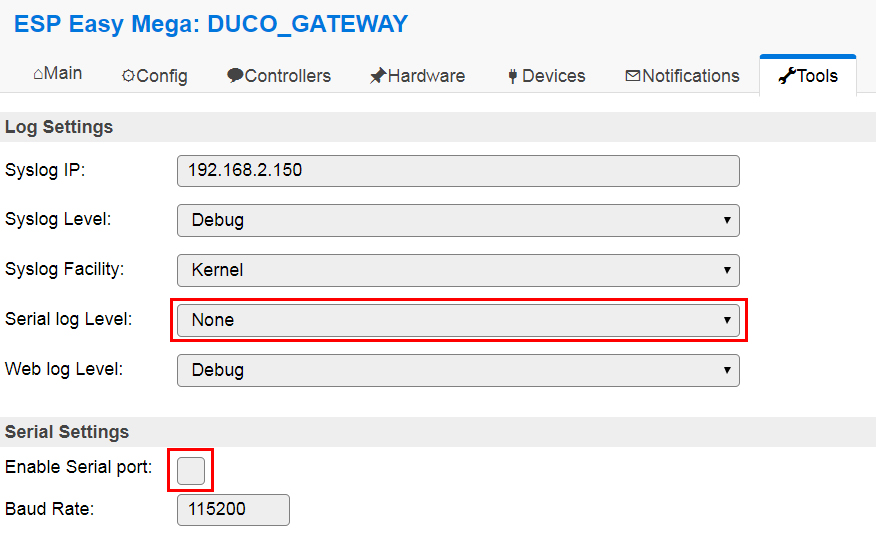 ESP Easy Mega: DUCO_GATEWAY
Main Config Controllers Hardware Devices Notifications Tools
Log Settings
Syslog IP: 192.168.2.150
Syslog Level: Debug
Syslog Facility: Kernel
Serial log Level: None
Web log Level: Debug
Serial Settings
Enable Serial port:
Baud Rate: 115200